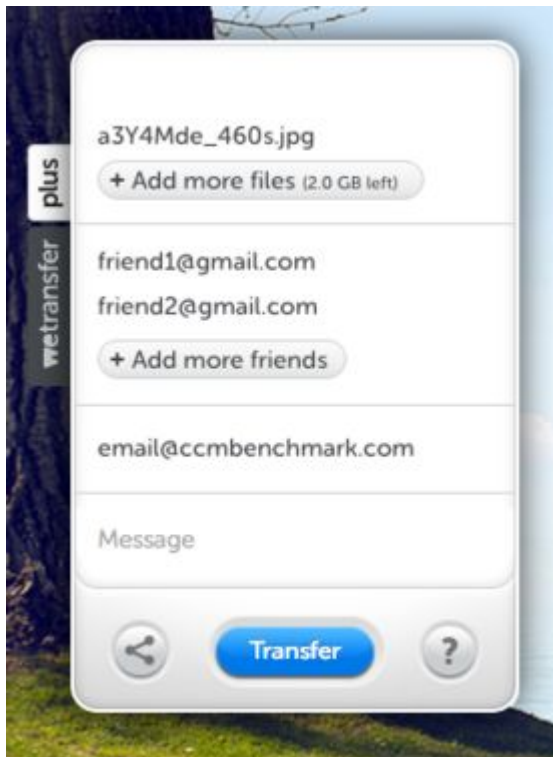 a3Y4Mde_460s.jpg
+ Add more files (2.0 GB left)
plus
wetransfer
friend1@gmail.com
friend2@gmail.com
+ Add more friends
email@ccmbenchmark.com
Message
Transfer
?